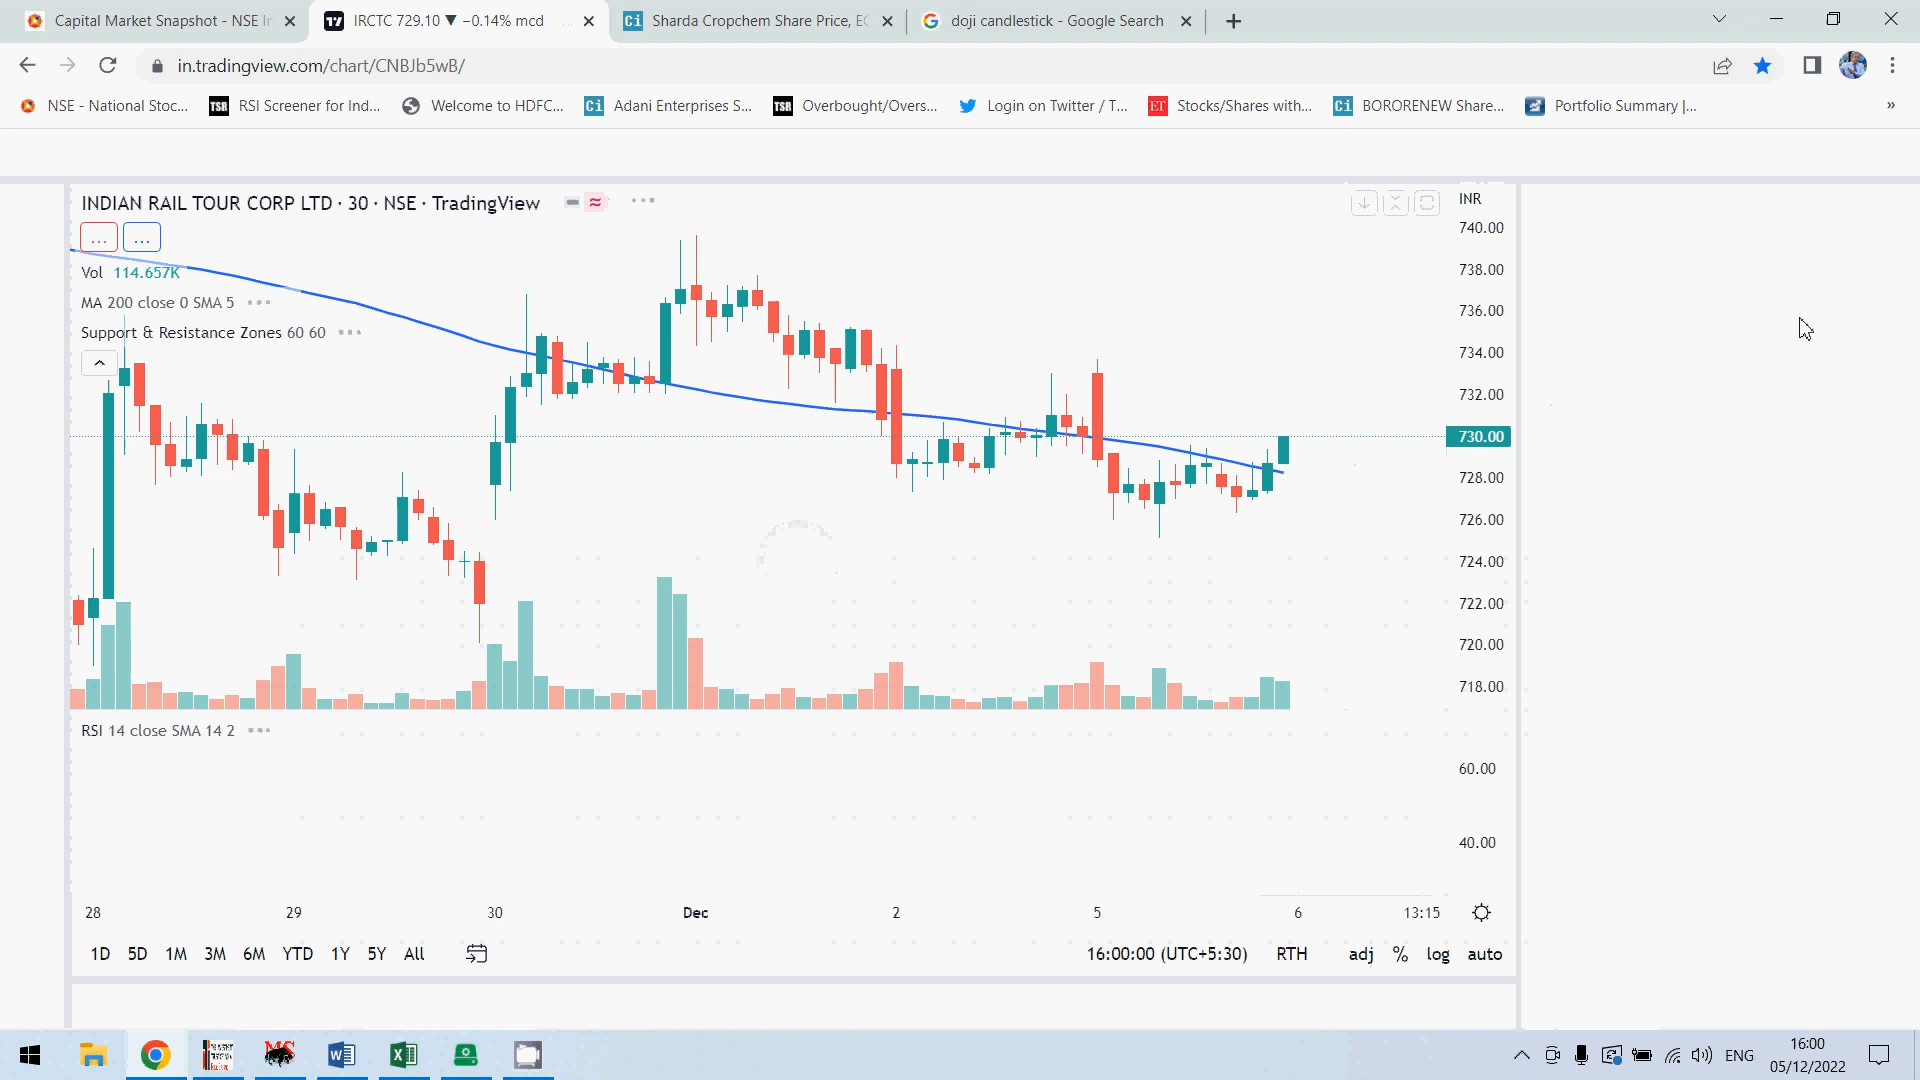 Capital Market Snapshot - NSE In
IRCTC 729.10 ▼ −0.14% mcd
Sharda Cropchem Share Price, EC
doji candlestick - Google Search
in.tradingview.com/chart/CNBJb5wB/
NSE - National Stoc...
RSI Screener for Ind...
Welcome to HDFC...
Adani Enterprises S...
Overbought/Overs...
Login on Twitter / T...
Stocks/Shares with...
BORORENEW Share...
Portfolio Summary |...
»
INDIAN RAIL TOUR CORP LTD · 30 · NSE · TradingView
INR
Vol 114.657K
MA 200 close 0 SMA 5
Support & Resistance Zones 60 60
740.00
738.00
736.00
734.00
732.00
730.00
728.00
726.00
724.00
722.00
720.00
718.00
RSI 14 close SMA 14 2
60.00
40.00
28 29 30 Dec 2 5 6 13:15
1D 5D 1M 3M 6M YTD 1Y 5Y All
16:00:00 (UTC+5:30) RTH adj % log auto
ENG
16:00
05/12/2022